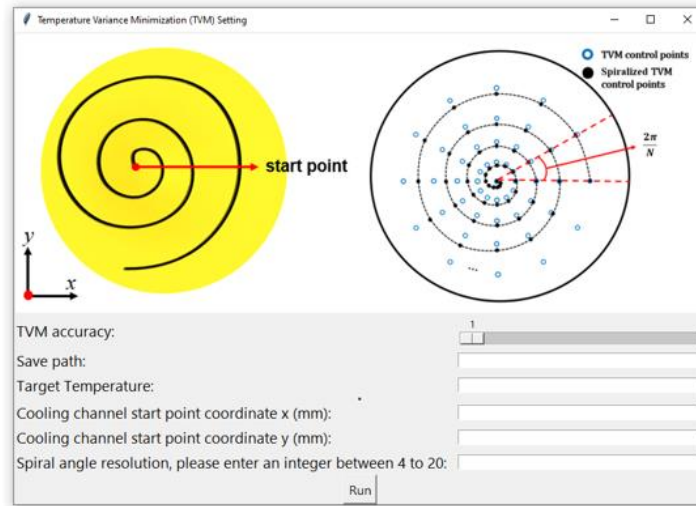 Temperature Variance Minimization (TVM) Setting
TVM control points
Spiralized TVM
control points
2π
N
start point
y
x
...
TVM accuracy:
1
Save path:
Target Temperature:
Cooling channel start point coordinate x (mm):
Cooling channel start point coordinate y (mm):
Spiral angle resolution, please enter an integer between 4 to 20:
Run